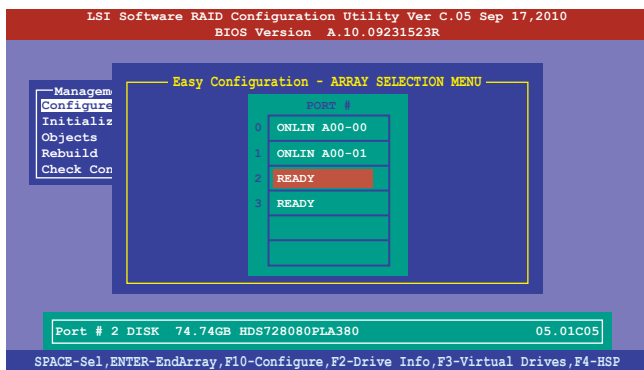 LSI Software RAID Configuration Utility Ver C.05 Sep 17,2010
BIOS Version A.10.09231523R
Easy Configuration - ARRAY SELECTION MENU
Managem
Configure
Initializ
Objects
Rebuild
Check Con
PORT #
0 ONLIN A00-00
1 ONLIN A00-01
2 READY
3 READY
Port # 2 DISK 74.74GB HDS728080PLA380 05.01C05
SPACE-Sel,ENTER-EndArray,F10-Configure,F2-Drive Info,F3-Virtual Drives,F4-HSP